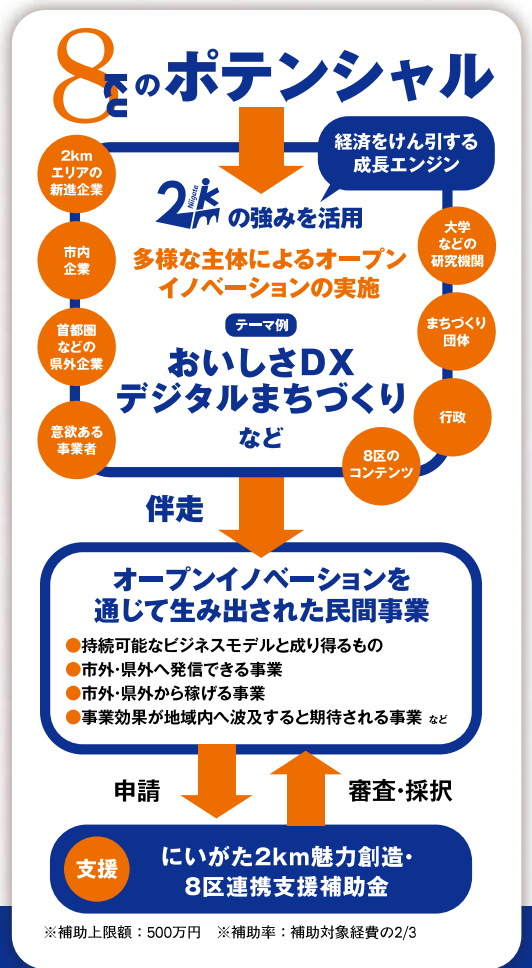 8KUのポテンシャル
経済をけん引する
成長エンジン
2km
エリアの
新進企業
2km Niigata の強みを活用
大学
などの
研究機関
市内
企業
多様な主体によるオープン
イノベーションの実施
テーマ例
首都圏
などの
県外企業
まちづくり
団体
おいしさDX
デジタルまちづくり
など
意欲ある
事業者
行政
8区の
コンテンツ
伴走
オープンイノベーションを
通じて生み出された民間事業
●持続可能なビジネスモデルと成り得るもの
●市外・県外へ発信できる事業
●市外・県外から稼げる事業
●事業効果が地域内へ波及すると期待される事業 など
申請
審査・採択
支援
にいがた2km魅力創造・
8区連携支援補助金
※補助上限額：500万円　※補助率：補助対象経費の2/3